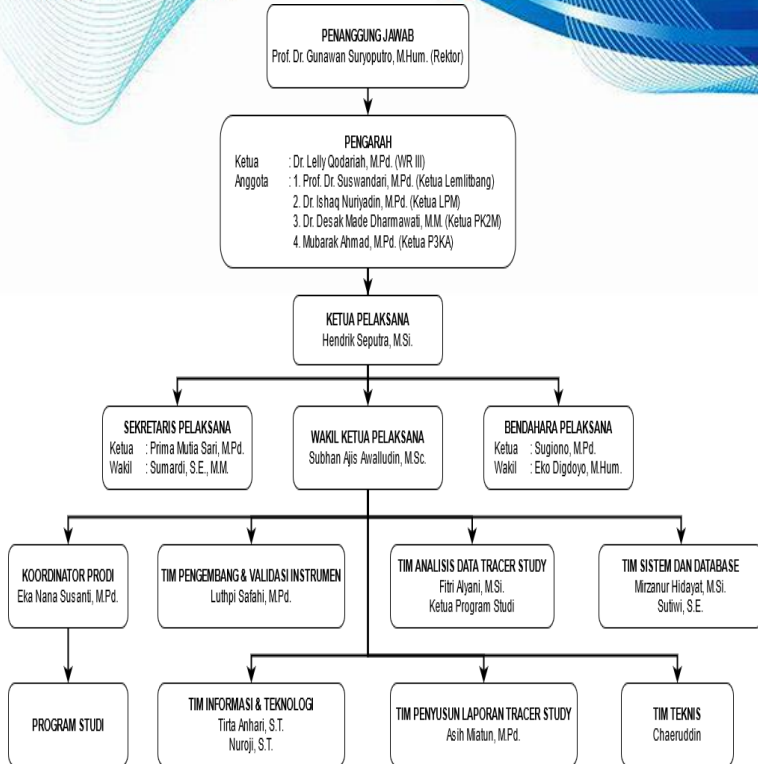 PENANGGUNG JAWAB
Prof. Dr. Gunawan Suryoputro, M.Hum. (Rektor)
PENGARAH
Ketua : Dr. Lelly Qodariah, M.Pd. (WR III)
Anggota : 1. Prof. Dr. Suswandari, M.Pd. (Ketua Lemlitbang)
2. Dr. Ishaq Nuriyadin, M.Pd. (Ketua LPM)
3. Dr. Desak Made Dharmawati, M.M. (Ketua PK2M)
4. Mubarak Ahmad, M.Pd. (Ketua P3KA)
KETUA PELAKSANA
Hendrik Seputra, M.Si.
SEKRETARIS PELAKSANA
Ketua : Prima Mutia Sari, M.Pd.
Wakil : Sumardi, S.E., M.M.
WAKIL KETUA PELAKSANA
Subhan Ajis Awalludin, M.Sc.
BENDAHARA PELAKSANA
Ketua : Sugiono, M.Pd.
Wakil : Eko Digdoyo, M.Hum.
KOORDINATOR PRODI
Eka Nana Susanti, M.Pd.
TIM PENGEMBANG & VALIDASI INSTRUMEN
Luthpi Safahi, M.Pd.
TIM ANALISIS DATA TRACER STUDY
Fitri Alyani, M.Si.
Ketua Program Studi
TIM SISTEM DAN DATABASE
Mirzanur Hidayat, M.Si.
Sutiwi, S.E.
PROGRAM STUDI
TIM INFORMASI & TEKNOLOGI
Tirta Anhari, S.T.
Nuroji, S.T.
TIM PENYUSUN LAPORAN TRACER STUDY
Asih Miatun, M.Pd.
TIM TEKNIS
Chaeruddin